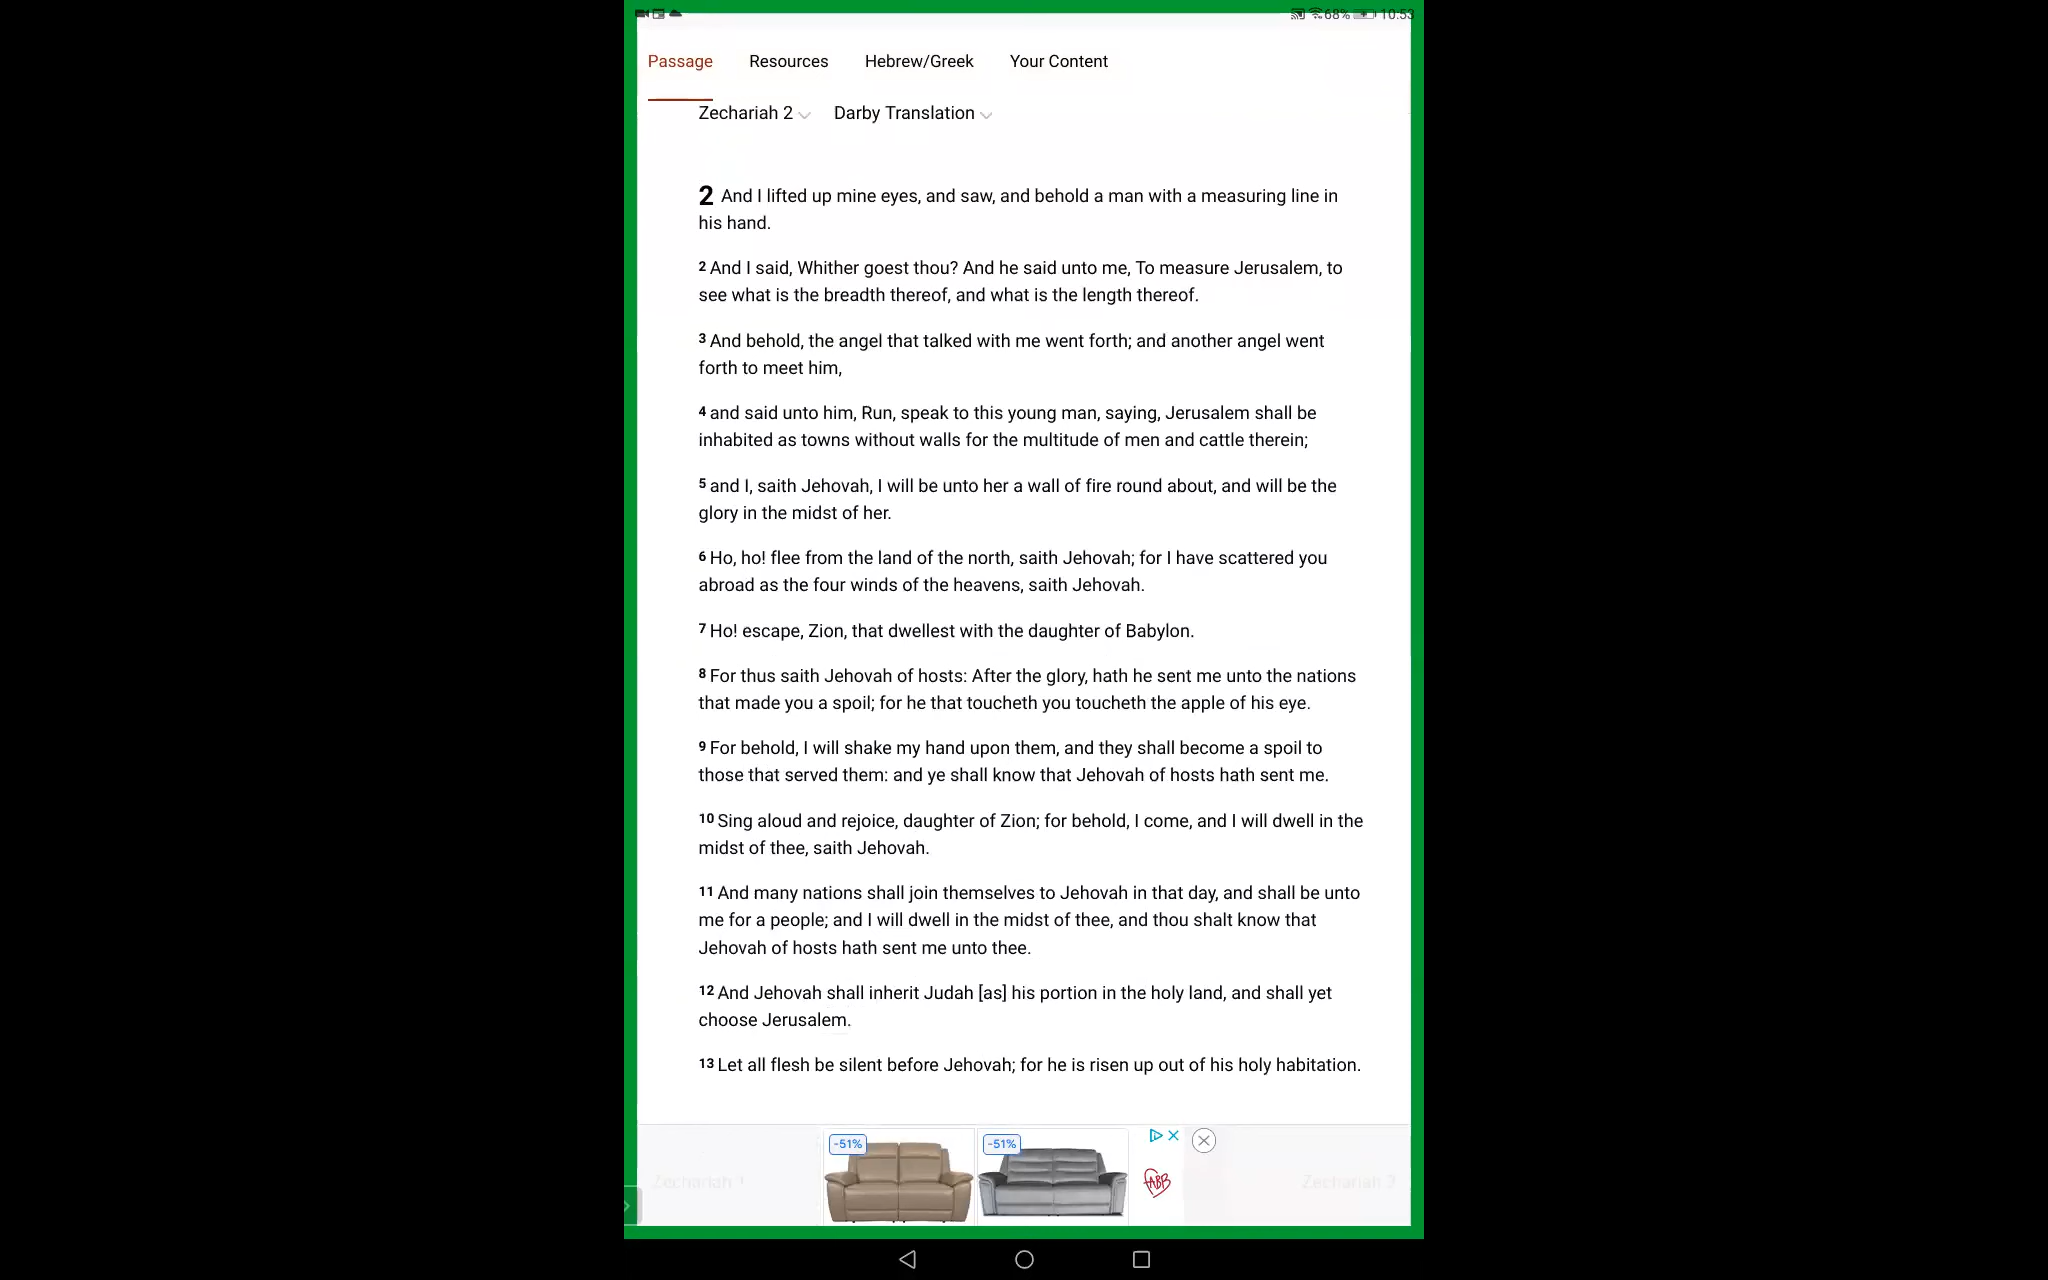 68% 10:53
Passage Resources Hebrew/Greek Your Content
Zechariah 2 Darby Translation
2 And I lifted up mine eyes, and saw, and behold a man with a measuring line in
his hand.
2 And I said, Whither goest thou? And he said unto me, To measure Jerusalem, to
see what is the breadth thereof, and what is the length thereof.
3 And behold, the angel that talked with me went forth; and another angel went
forth to meet him,
4 and said unto him, Run, speak to this young man, saying, Jerusalem shall be
inhabited as towns without walls for the multitude of men and cattle therein;
5 and I, saith Jehovah, I will be unto her a wall of fire round about, and will be the
glory in the midst of her.
6 Ho, ho! flee from the land of the north, saith Jehovah; for I have scattered you
abroad as the four winds of the heavens, saith Jehovah.
7 Ho! escape, Zion, that dwellest with the daughter of Babylon.
8 For thus saith Jehovah of hosts: After the glory, hath he sent me unto the nations
that made you a spoil; for he that toucheth you toucheth the apple of his eye.
9 For behold, I will shake my hand upon them, and they shall become a spoil to
those that served them: and ye shall know that Jehovah of hosts hath sent me.
10 Sing aloud and rejoice, daughter of Zion; for behold, I come, and I will dwell in the
midst of thee, saith Jehovah.
11 And many nations shall join themselves to Jehovah in that day, and shall be unto
me for a people; and I will dwell in the midst of thee, and thou shalt know that
Jehovah of hosts hath sent me unto thee.
12 And Jehovah shall inherit Judah [as] his portion in the holy land, and shall yet
choose Jerusalem.
13 Let all flesh be silent before Jehovah; for he is risen up out of his holy habitation.
-51% -51%
Zechariah 1 ABB Zechariah 3